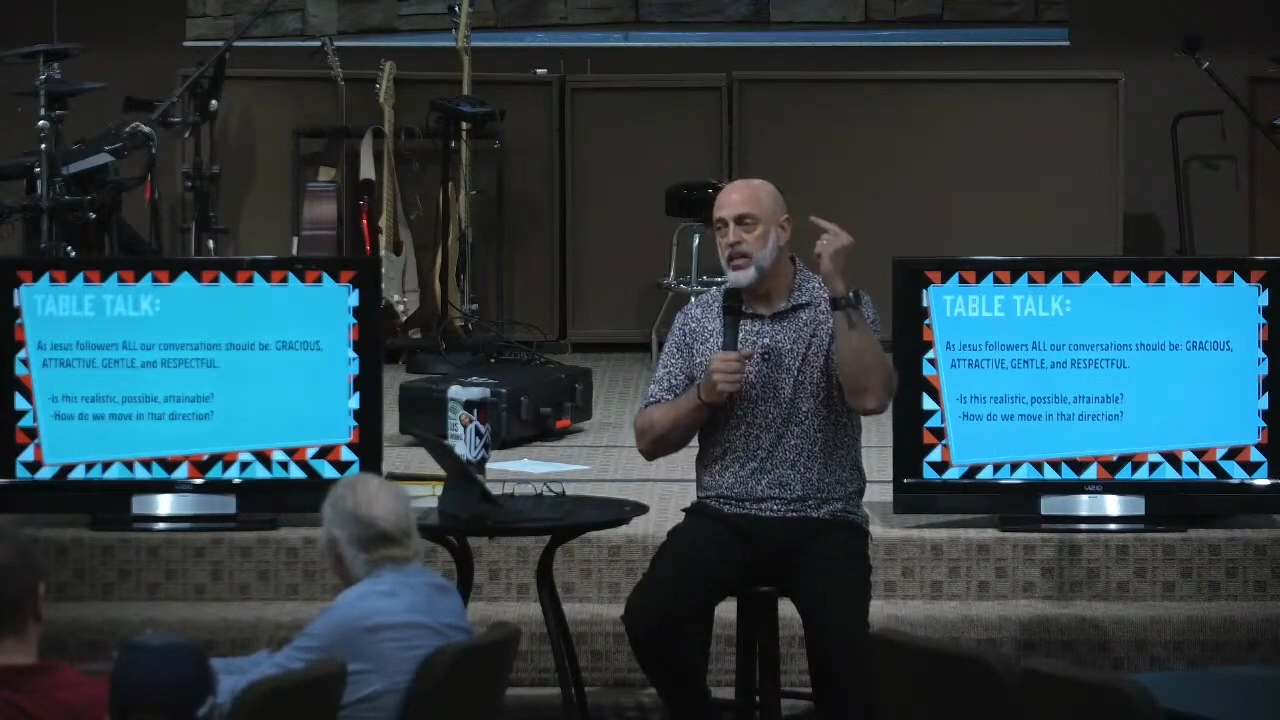 TABLE TALK:
As Jesus followers ALL our conversations should be: GRACIOUS,
ATTRACTIVE, GENTLE, and RESPECTFUL.
-Is this realistic, possible, attainable?
-How do we move in that direction?
TABLE TALK:
As Jesus followers ALL our conversations should be: GRACIOUS,
ATTRACTIVE, GENTLE, and RESPECTFUL.
-Is this realistic, possible, attainable?
-How do we move in that direction?
VIZIO